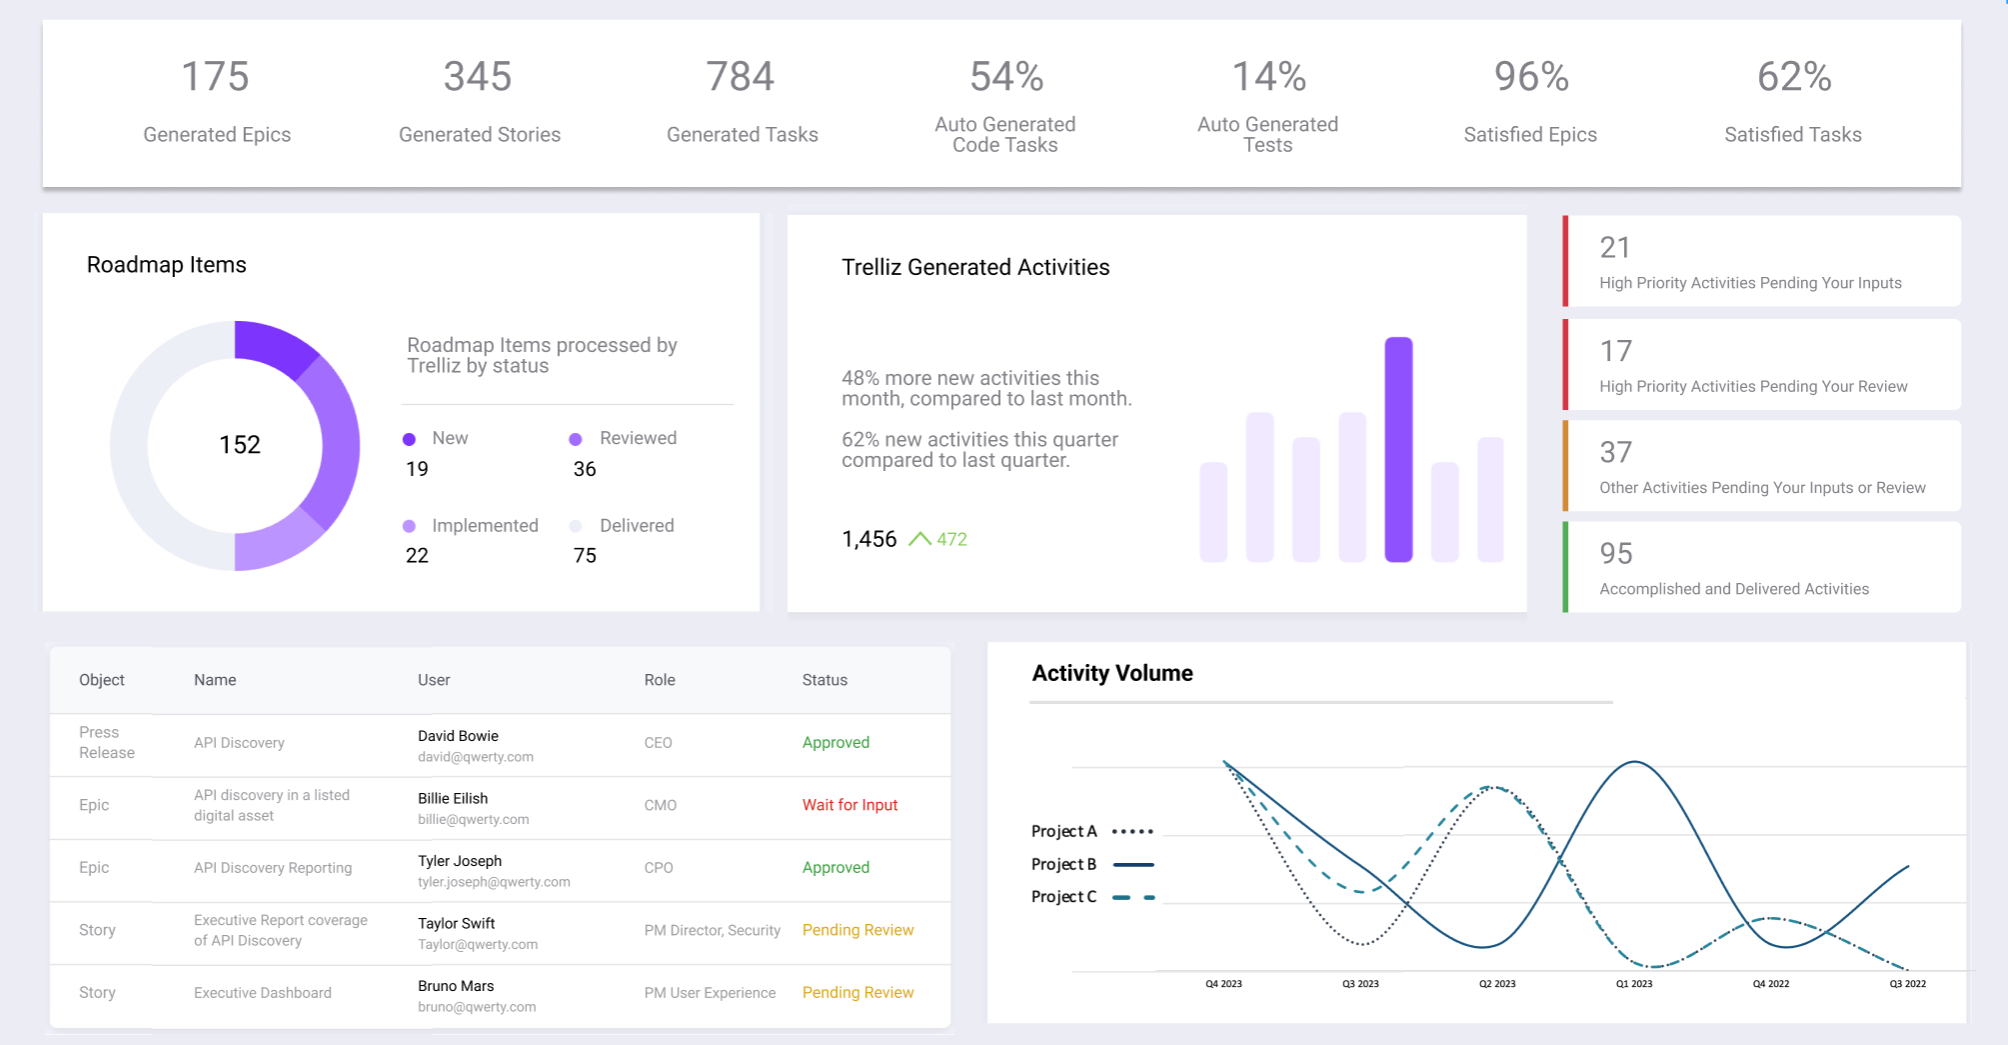 175
Generated Epics
345
Generated Stories
784
Generated Tasks
54%
Auto Generated
Code Tasks
14%
Auto Generated
Tests
96%
Satisfied Epics
62%
Satisfied Tasks
Roadmap Items
152
Roadmap Items processed by
Trelliz by status
New
19
Reviewed
36
Implemented
22
Delivered
75
Trelliz Generated Activities
48% more new activities this
month, compared to last month.
62% new activities this quarter
compared to last quarter.
1,456 472
21
High Priority Activities Pending Your Inputs
17
High Priority Activities Pending Your Review
37
Other Activities Pending Your Inputs or Review
95
Accomplished and Delivered Activities
Object Name User Role Status
Press
Release
API Discovery
David Bowie
david@qwerty.com
CEO
Approved
Epic
API discovery in a listed
digital asset
Billie Eilish
billie@qwerty.com
CMO
Wait for Input
Epic
API Discovery Reporting
Tyler Joseph
tyler.joseph@qwerty.com
CPO
Approved
Story
Executive Report coverage
of API Discovery
Taylor Swift
Taylor@qwerty.com
PM Director, Security
Pending Review
Story
Executive Dashboard
Bruno Mars
bruno@qwerty.com
PM User Experience
Pending Review
Activity Volume
Project A
Project B
Project C
Q4 2023 Q3 2023 Q2 2023 Q1 2023 Q4 2022 Q3 2022